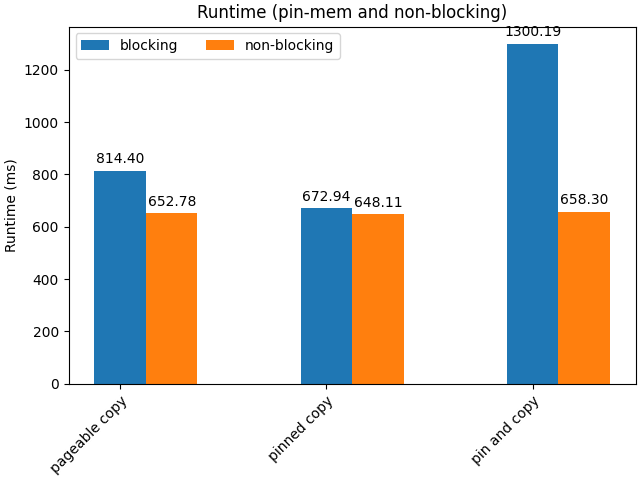 Runtime (pin-mem and non-blocking)
blocking
non-blocking
1300.19
814.40
652.78
672.94
648.11
658.30
Runtime (ms)
1200
1000
800
600
400
200
0
pageable copy
pinned copy
pin and copy